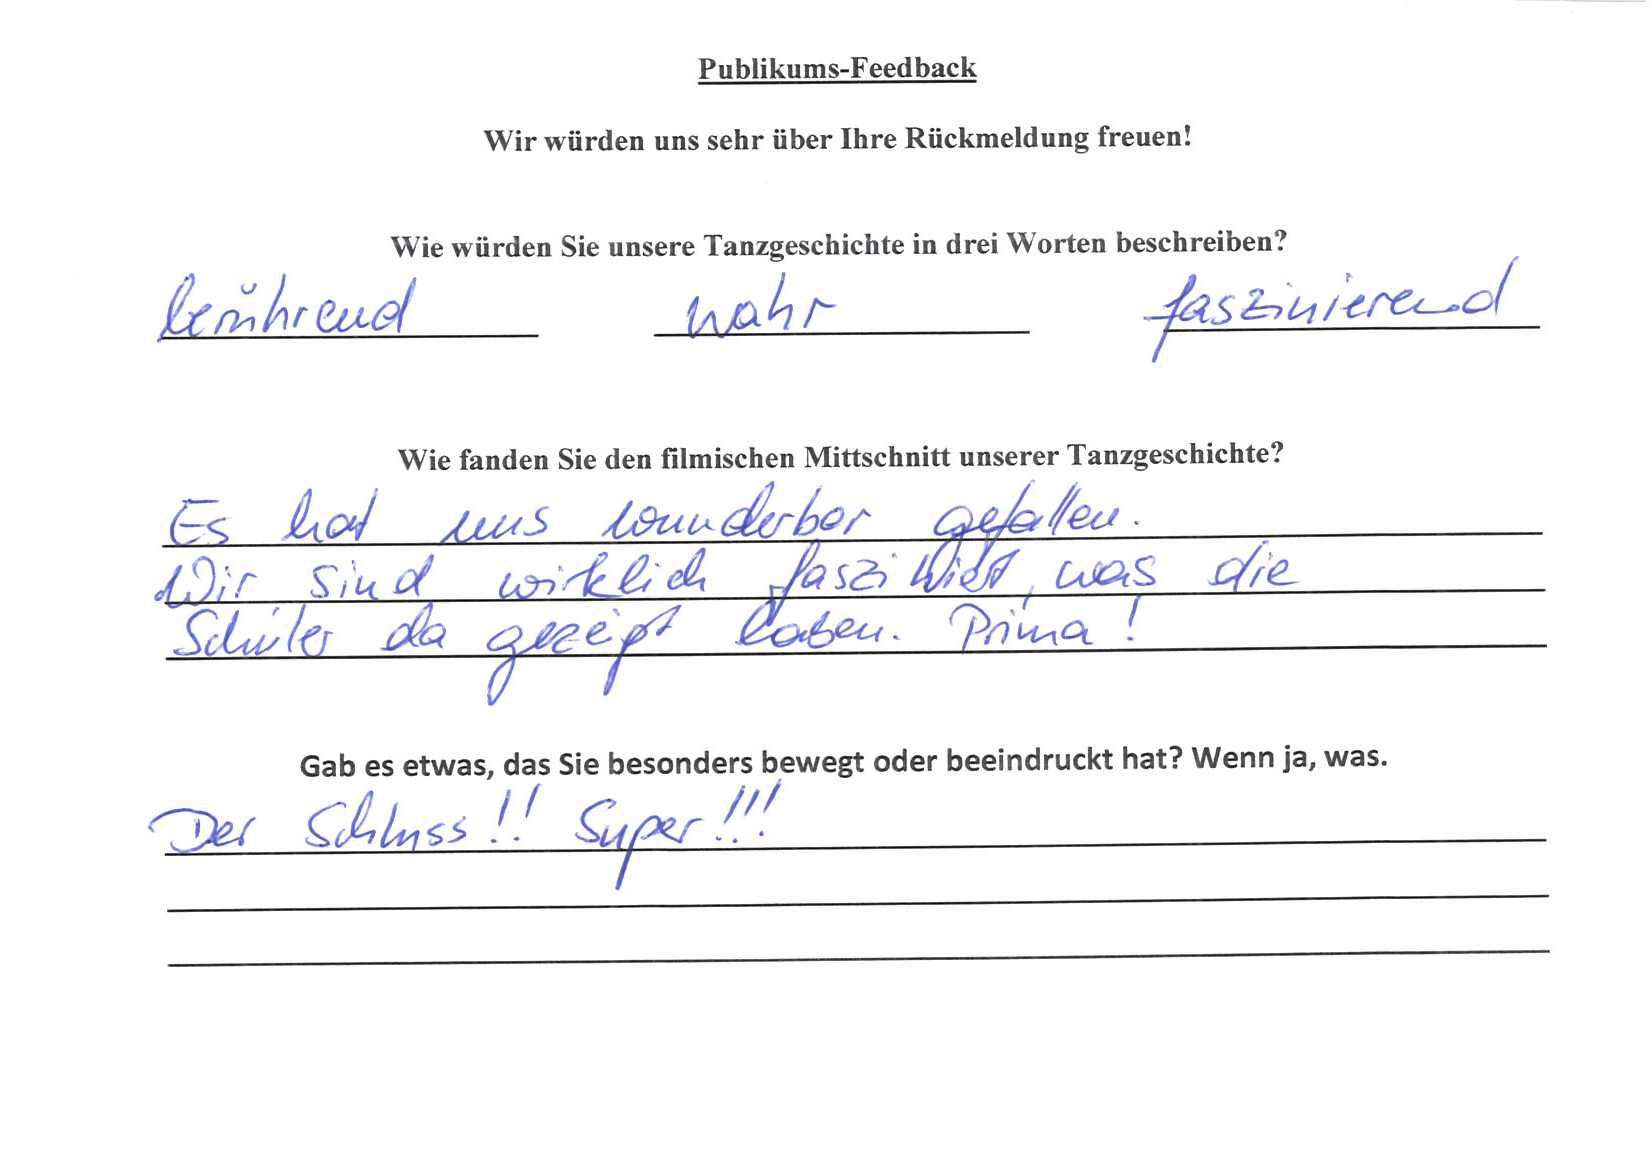 Publikums-Feedback
Wir würden uns sehr über Ihre Rückmeldung freuen!
Wie würden Sie unsere Tanzgeschichte in drei Worten beschreiben?
berührend wahr faszinierend
Wie fanden Sie den filmischen Mittschnitt unserer Tanzgeschichte?
Es hat uns wunderbar gefallen.
Wir sind wirklich fasziniert, was die
Schüler da gezeigt haben. Prima!
Gab es etwas, das Sie besonders bewegt oder beeindruckt hat? Wenn ja, was.
Der Schluss!! Super!!!